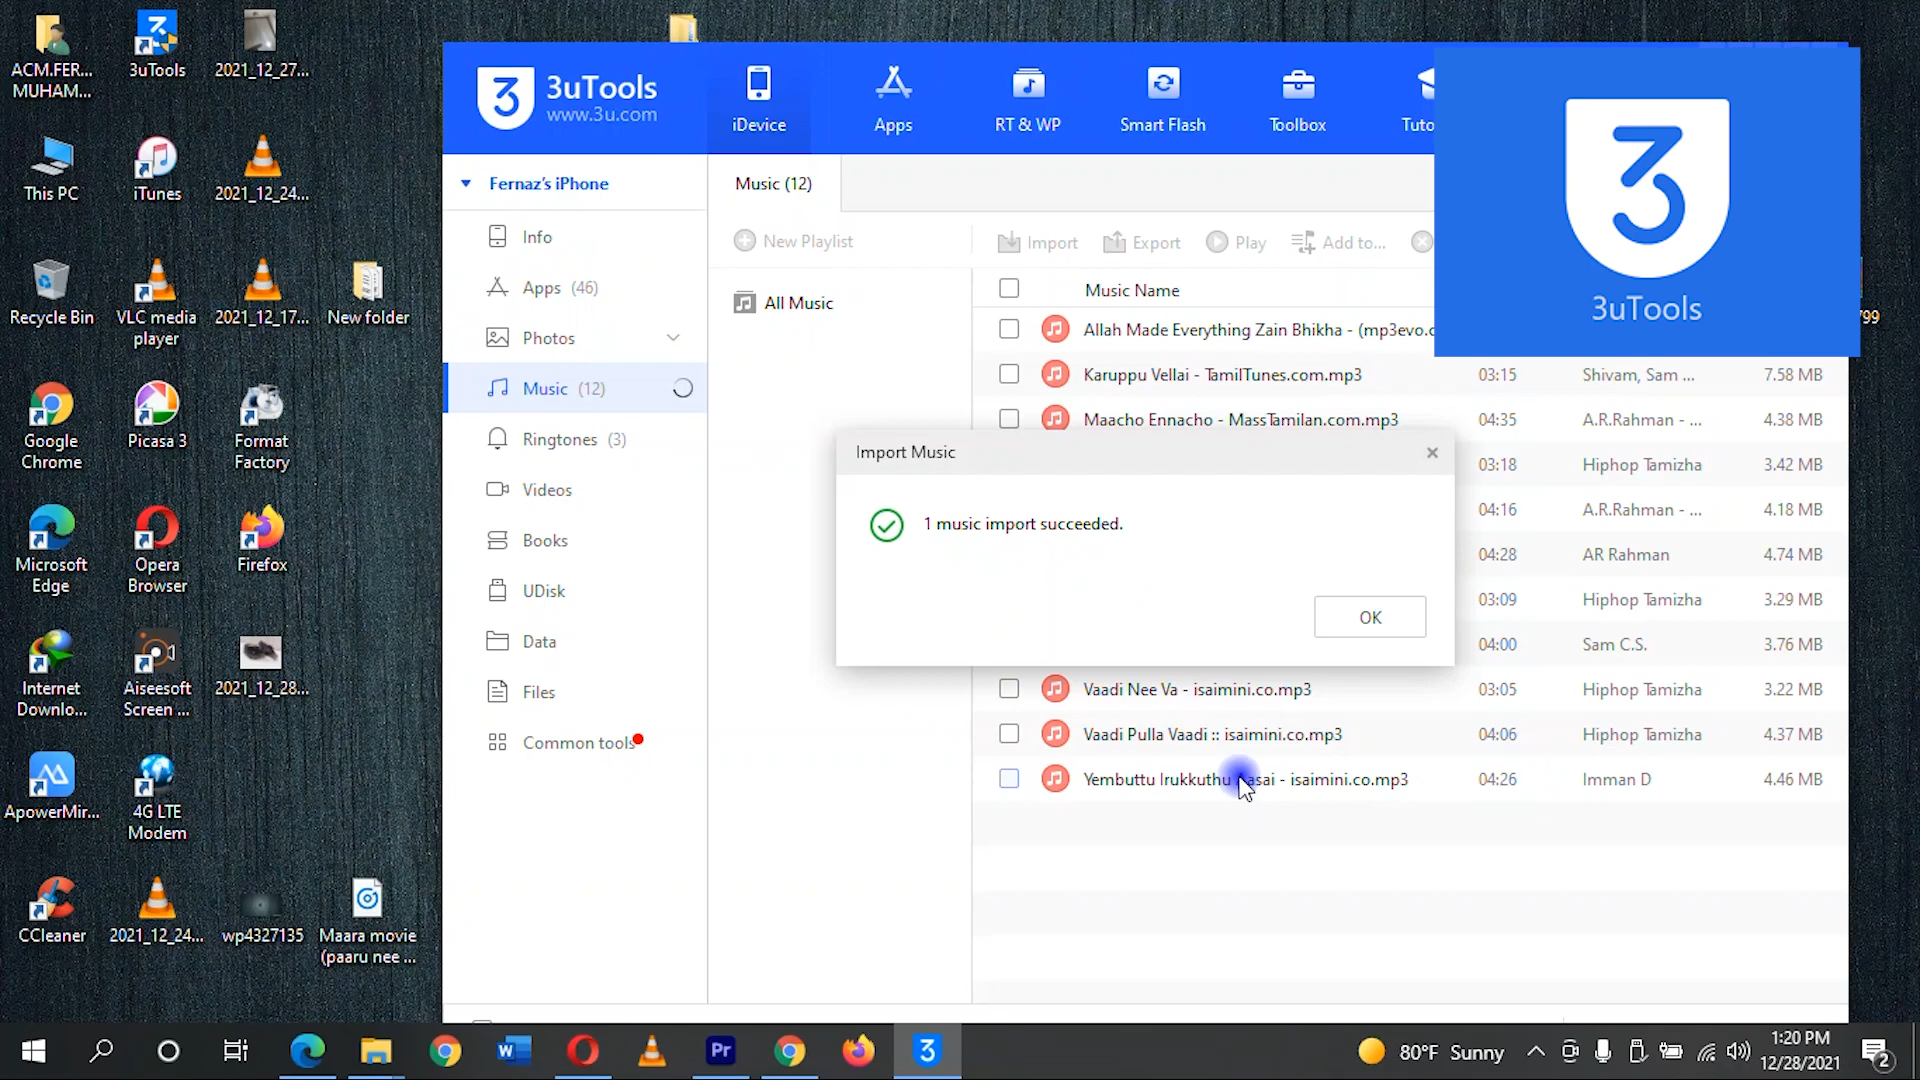 ACM.FER...
MUHAM...
3uTools
2021_12_27...
This PC
iTunes
2021_12_24...
Recycle Bin
VLC media
player
2021_12_17...
New folder
Google
Chrome
Picasa 3
Format
Factory
Microsoft
Edge
Opera
Browser
Firefox
Internet
Downlo...
Aiseesoft
Screen ...
2021_12_28...
ApowerMir...
4G LTE
Modem
CCleaner
2021_12_24...
wp4327135
Maara movie
(paaru nee ...
3 3uTools
www.3u.com
iDevice
Apps
RT & WP
Smart Flash
Toolbox
Tuto
3
3uTools
799
Fernaz's iPhone
Info
Apps (46)
Photos
Music (12)
Ringtones (3)
Videos
Books
UDisk
Data
Files
Common tools
Music (12)
New Playlist
All Music
Import
Export
Play
Add to...
Music Name
Allah Made Everything Zain Bhikha - (mp3evo.c
Karuppu Vellai - TamilTunes.com.mp3 03:15 Shivam, Sam ... 7.58 MB
Maacho Ennacho - MassTamilan.com.mp3 04:35 A.R.Rahman - ... 4.38 MB
03:18 Hiphop Tamizha 3.42 MB
04:16 A.R.Rahman - ... 4.18 MB
04:28 AR Rahman 4.74 MB
03:09 Hiphop Tamizha 3.29 MB
04:00 Sam C.S. 3.76 MB
Vaadi Nee Va - isaimini.co.mp3 03:05 Hiphop Tamizha 3.22 MB
Vaadi Pulla Vaadi :: isaimini.co.mp3 04:06 Hiphop Tamizha 4.37 MB
Yembuttu Irukkuthu asai - isaimini.co.mp3 04:26 Imman D 4.46 MB
Import Music
1 music import succeeded.
OK
W
Pr
3
80°F Sunny
1:20 PM
12/28/2021
2